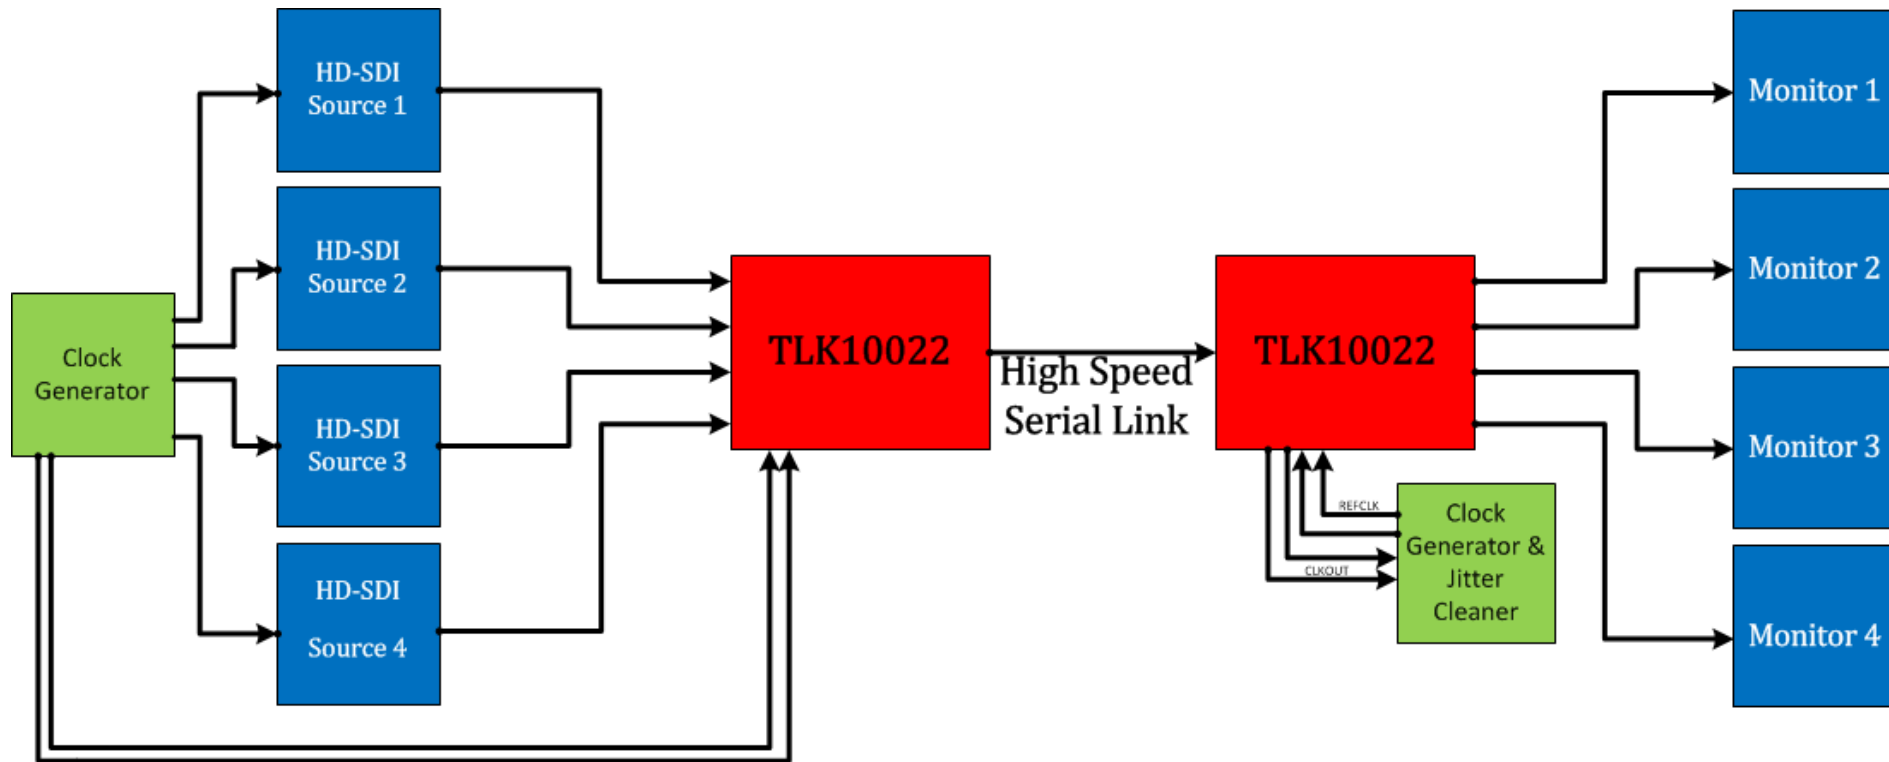 HD-SDI
Source 1
HD-SDI
Source 2
HD-SDI
Source 3
HD-SDI
Source 4
Clock
Generator
TLK10022
High Speed
Serial Link
TLK10022
REFCLK
CLKOUT
Clock
Generator &
Jitter
Cleaner
Monitor 1
Monitor 2
Monitor 3
Monitor 4